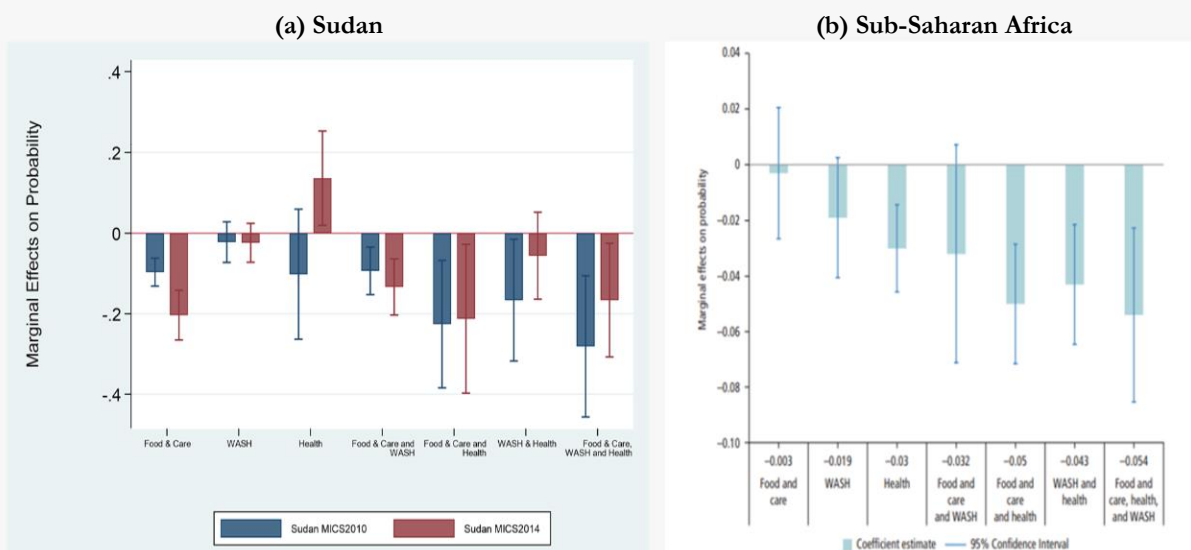 (a) Sudan
Marginal Effects on Probability
.4
.2
0
-.2
-.4
Food & Care
WASH
Health
Food & Care and
WASH
Food & Care and
Health
WASH & Health
Food & Care,
WASH and Health
Sudan MICS2010
Sudan MICS2014
(b) Sub-Saharan Africa
Marginal effects on probability
0.04
0.02
0
−0.02
−0.04
−0.06
−0.08
−0.10
−0.003
Food and
care
−0.019
WASH
−0.03
Health
−0.032
Food and
care
and WASH
−0.05
Food and
care
and health
−0.043
WASH and
health
−0.054
Food and
care, health,
and WASH
Coefficient estimate
95% Confidence Interval